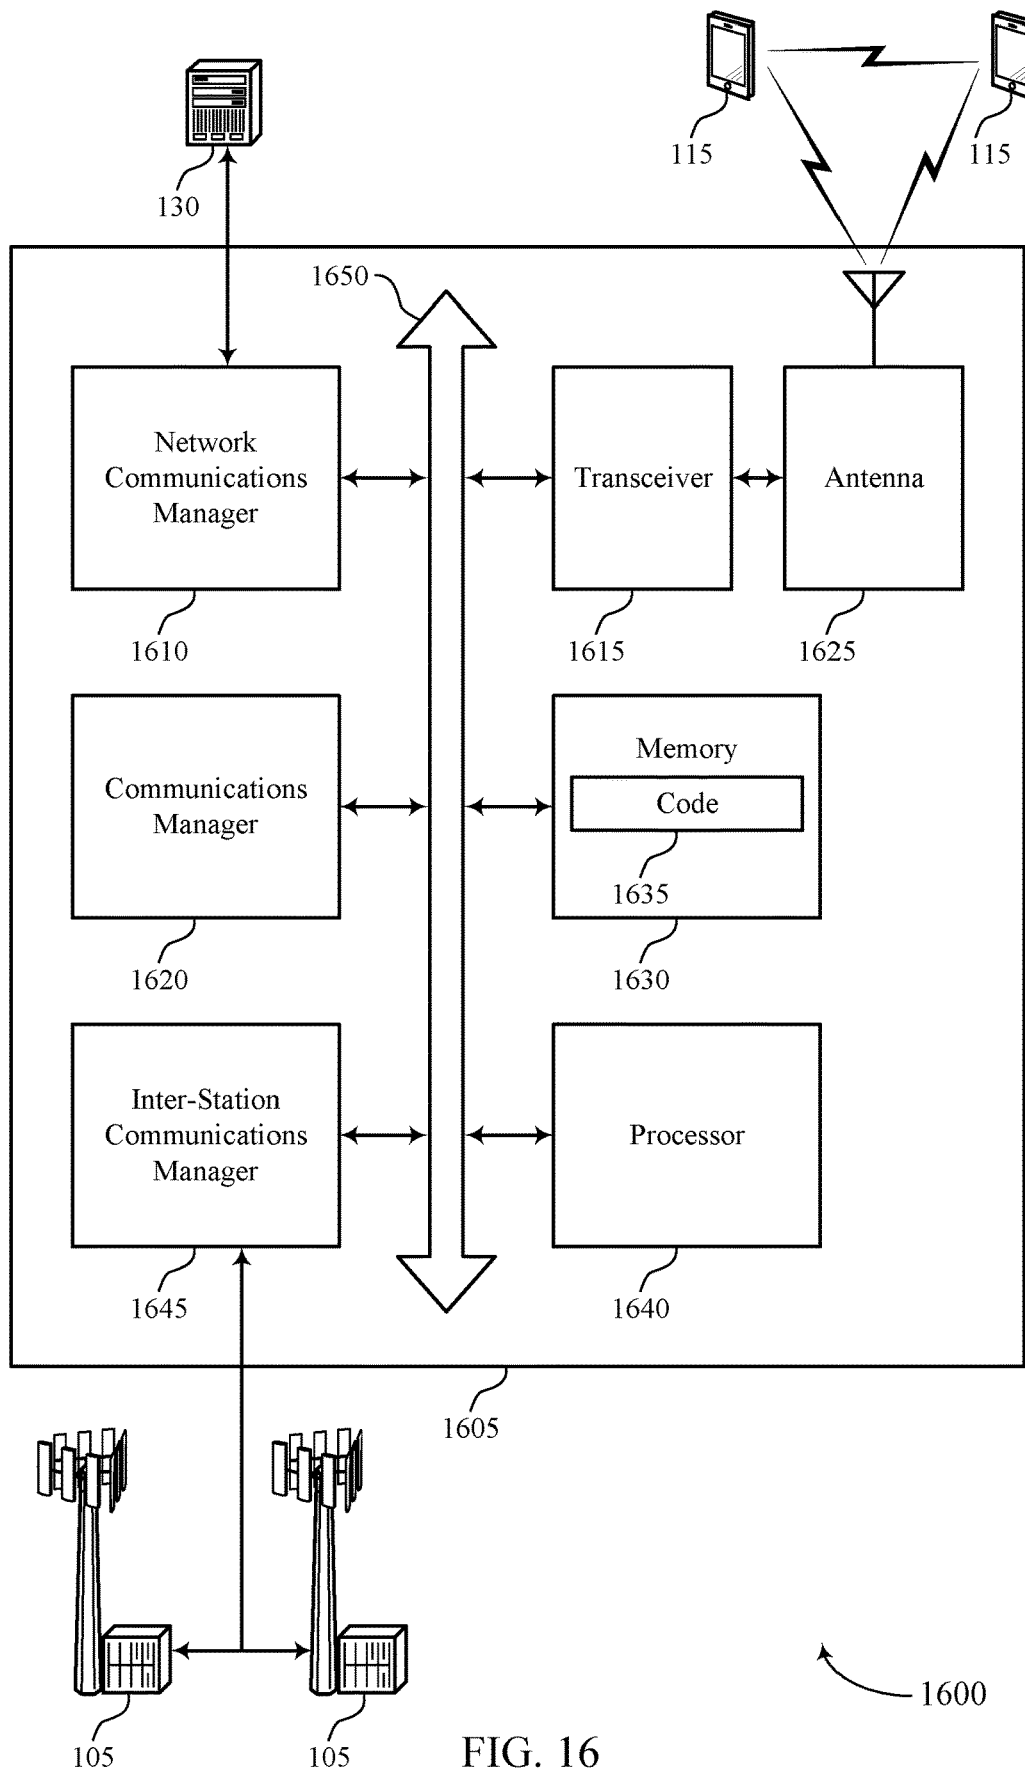 130
115
115
1650
Network
Communications
Manager
Transceiver
Antenna
1610
1615
1625
Communications
Manager
Memory
Code
1635
1620
1630
Inter-Station
Communications
Manager
Processor
1645
1640
1605
105
105
1600
FIG. 16